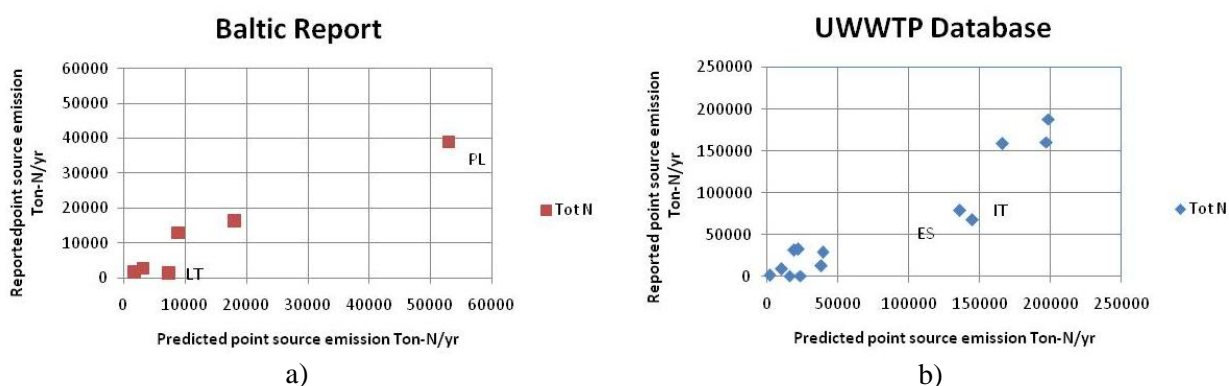 Baltic Report
Reportedpoint source emission
Ton-N/yr
60000
50000
40000
30000
20000
10000
0
PL
LT
0
10000
20000
30000
40000
50000
60000
Predicted point source emission Ton-N/yr
Tot N
a)
UWWTP Database
Reported point source emission
Ton-N/yr
250000
200000
150000
100000
50000
0
IT
ES
0
50000
100000
150000
200000
250000
Predicted point source emission Ton-N/yr
Tot N
b)